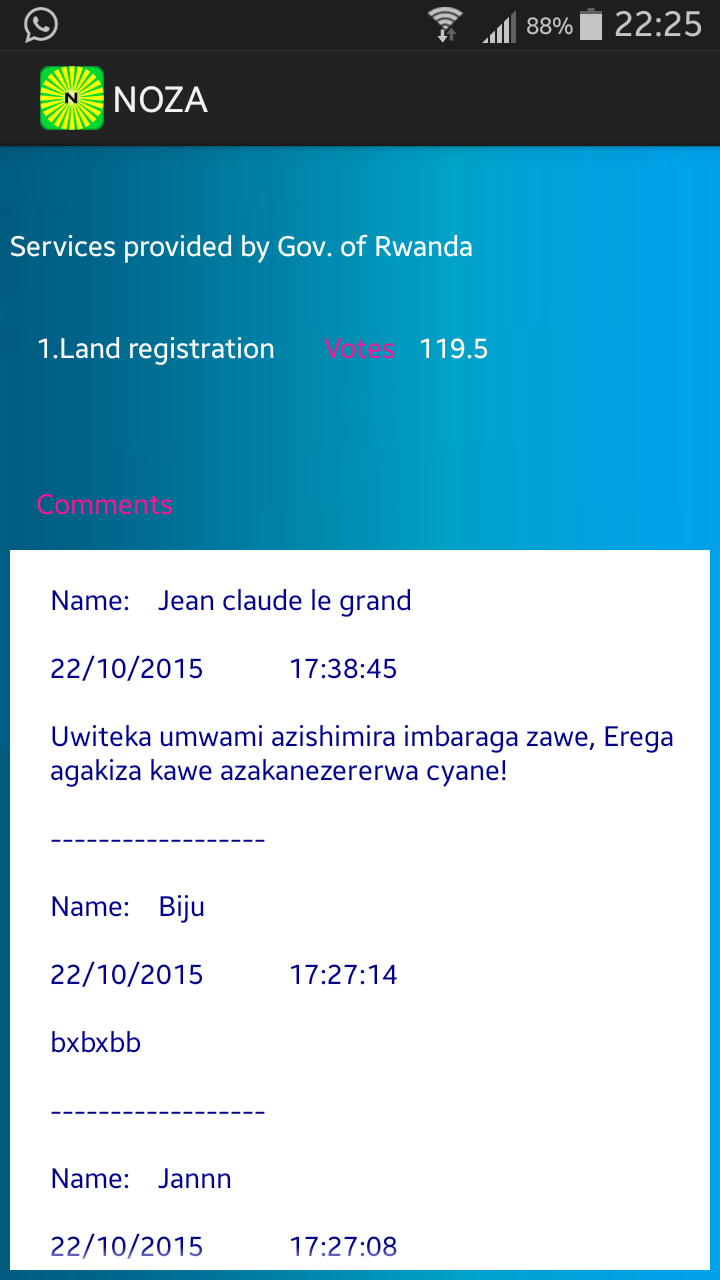 88% 22:25
N NOZA
Services provided by Gov. of Rwanda
1.Land registration Votes 119.5
Comments
Name: Jean claude le grand
22/10/2015 17:38:45
Uwiteka umwami azishimira imbaraga zawe, Erega
agakiza kawe azakanezererwa cyane!
------------------
Name: Biju
22/10/2015 17:27:14
bxbxbb
------------------
Name: Jannn
22/10/2015 17:27:08